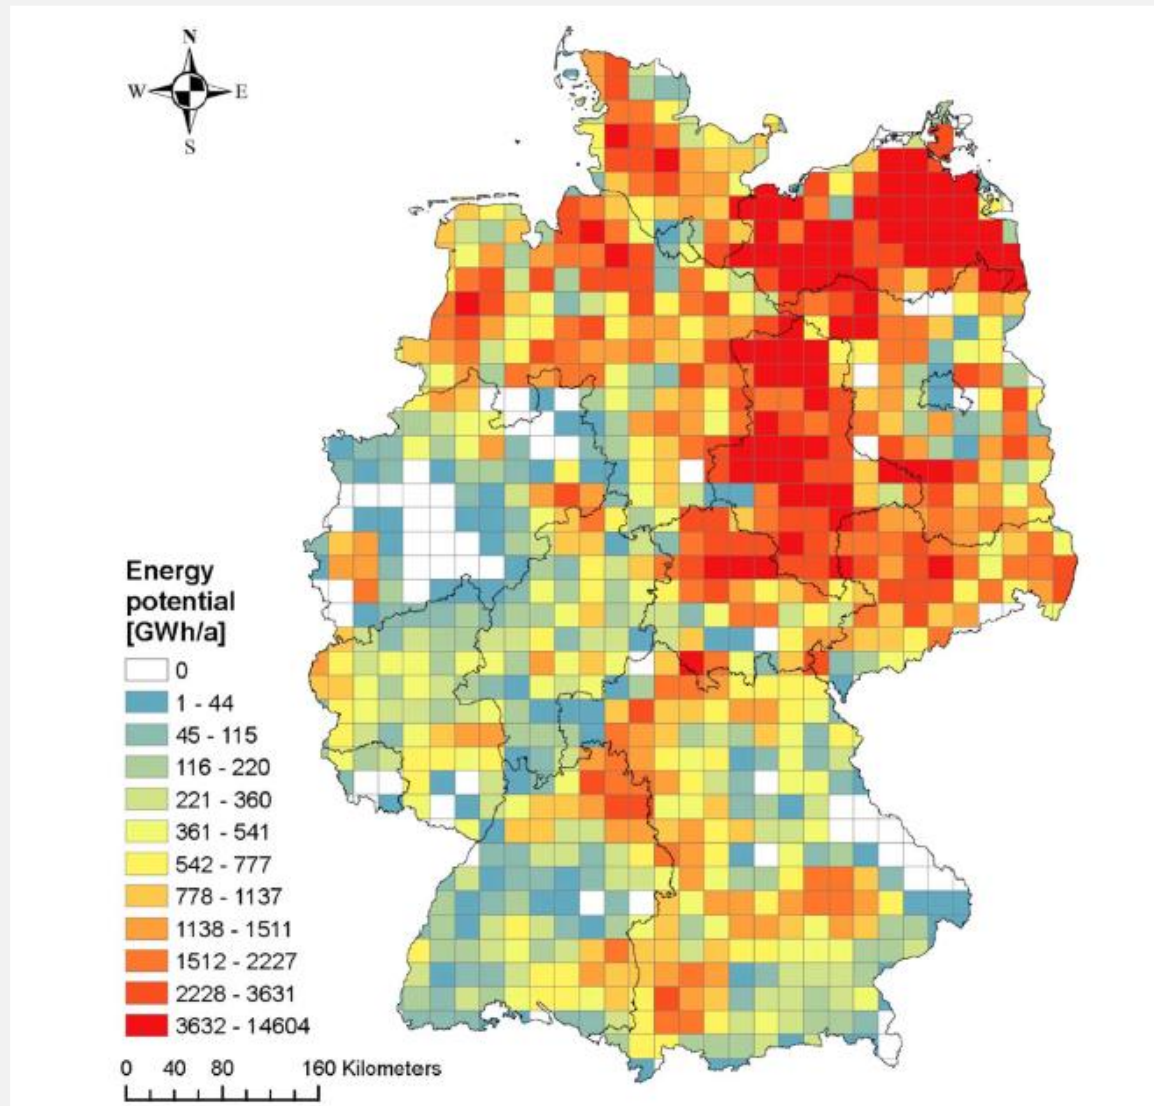 N
W E
S
Energy
potential
[GWh/a]
0
1 - 44
45 - 115
116 - 220
221 - 360
361 - 541
542 - 777
778 - 1137
1138 - 1511
1512 - 2227
2228 - 3631
3632 - 14604
0 40 80 160 Kilometers